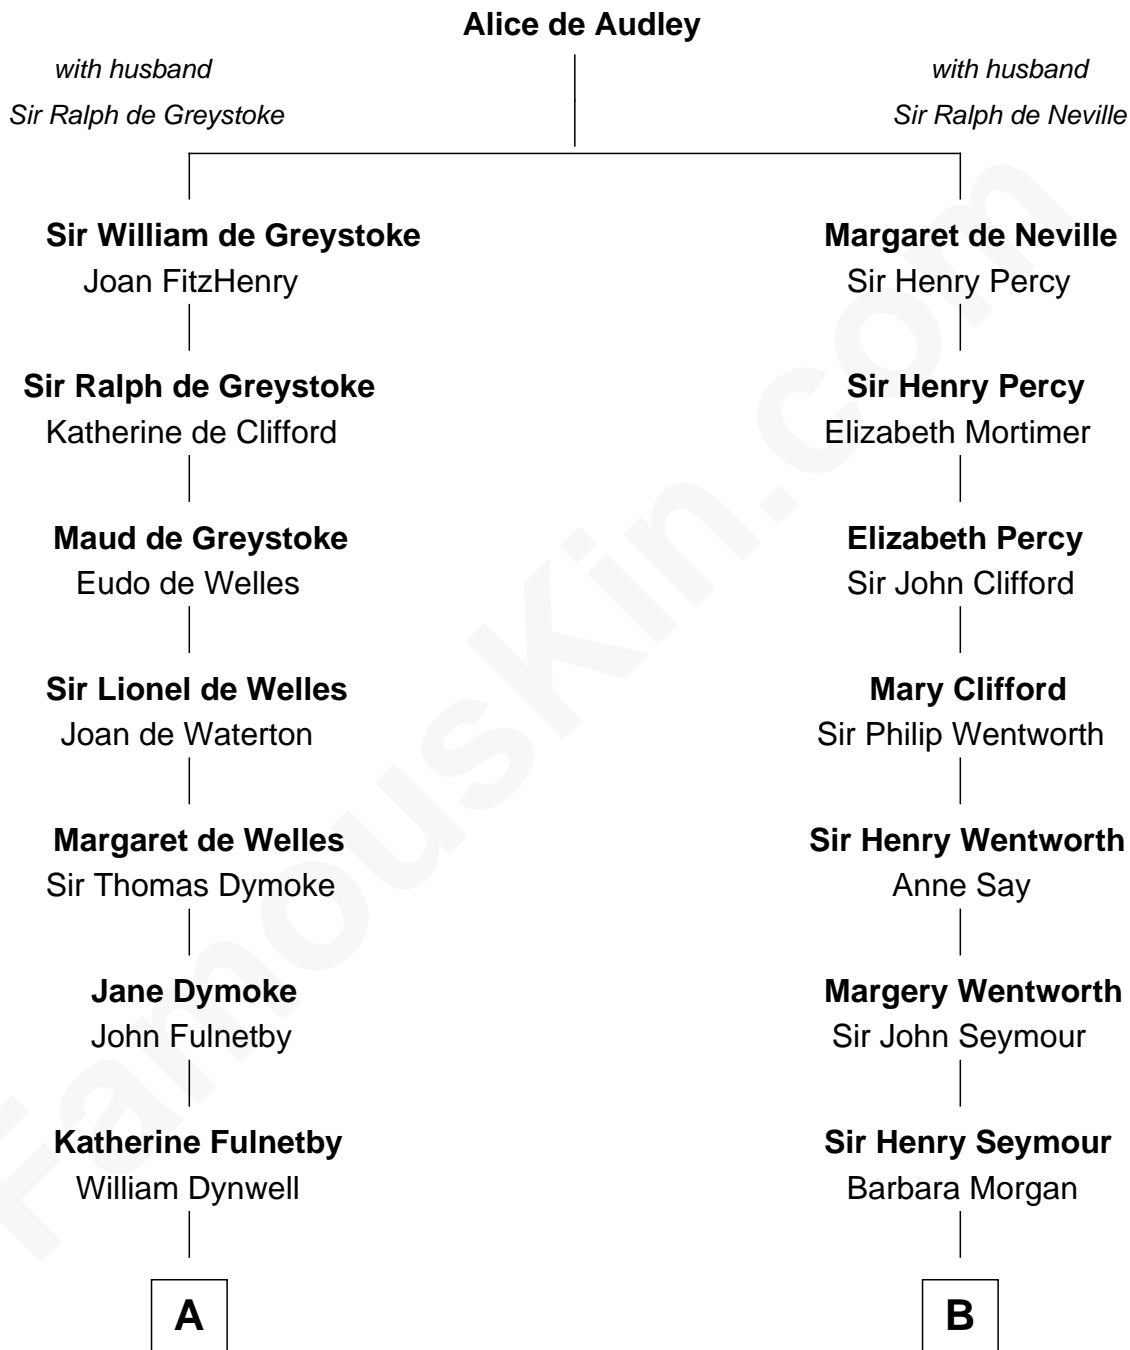 Alice de Audley
with husband
Sir Ralph de Greystoke
with husband
Sir Ralph de Neville
Sir William de Greystoke
Joan FitzHenry
Sir Ralph de Greystoke
Katherine de Clifford
Maud de Greystoke
Eudo de Welles
Sir Lionel de Welles
Joan de Waterton
Margaret de Welles
Sir Thomas Dymoke
Jane Dymoke
John Fulnetby
Katherine Fulnetby
William Dynwell
A
Margaret de Neville
Sir Henry Percy
Sir Henry Percy
Elizabeth Mortimer
Elizabeth Percy
Sir John Clifford
Mary Clifford
Sir Philip Wentworth
Sir Henry Wentworth
Anne Say
Margery Wentworth
Sir John Seymour
Sir Henry Seymour
Barbara Morgan
B
FamousKin.com